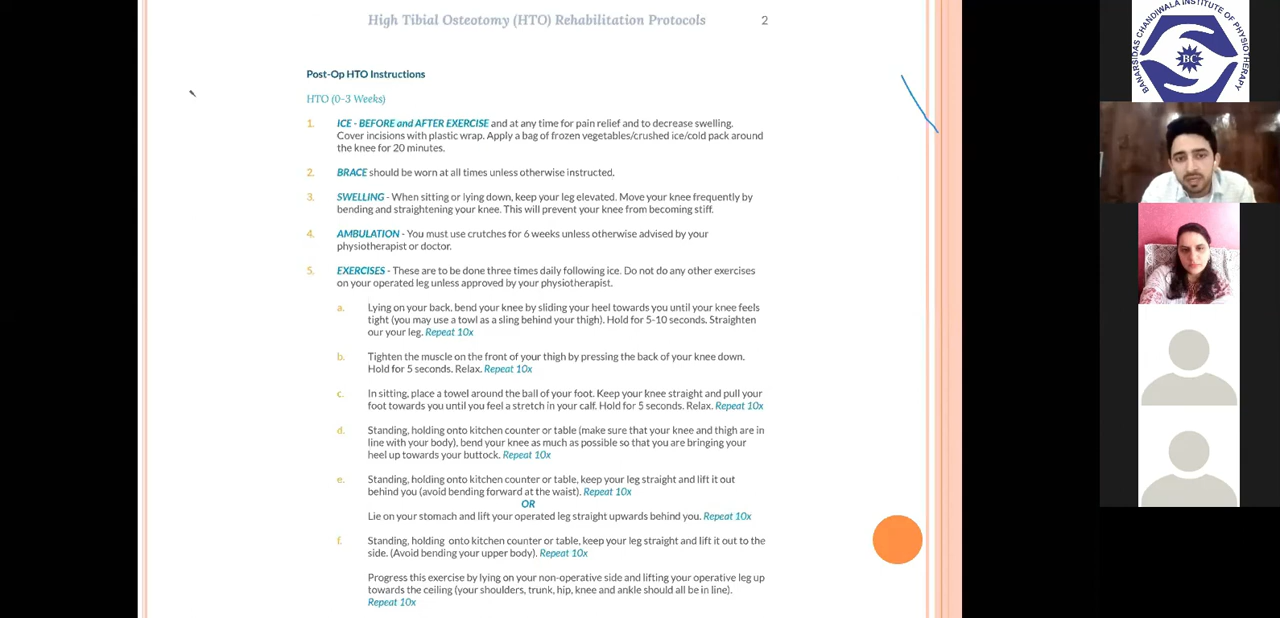 High Tibial Osteotomy (HTO) Rehabilitation Protocols 2
Post-Op HTO Instructions
HTO (0-3 Weeks)
1. ICE - BEFORE and AFTER EXERCISE and at any time for pain relief and to decrease swelling.
Cover incisions with plastic wrap. Apply a bag of frozen vegetables/crushed ice/cold pack around
the knee for 20 minutes.
2. BRACE should be worn at all times unless otherwise instructed.
3. SWELLING - When sitting or lying down, keep your leg elevated. Move your knee frequently by
bending and straightening your knee. This will prevent your knee from becoming stiff.
4. AMBULATION - You must use crutches for 6 weeks unless otherwise advised by your
physiotherapist or doctor.
5. EXERCISES - These are to be done three times daily following ice. Do not do any other exercises
on your operated leg unless approved by your physiotherapist.
a. Lying on your back, bend your knee by sliding your heel towards you until your knee feels
tight (you may use a towl as a sling behind your thigh). Hold for 5-10 seconds. Straighten
our your leg. Repeat 10x
b. Tighten the muscle on the front of your thigh by pressing the back of your knee down.
Hold for 5 seconds. Relax. Repeat 10x
c. In sitting, place a towel around the ball of your foot. Keep your knee straight and pull your
foot towards you until you feel a stretch in your calf. Hold for 5 seconds. Relax. Repeat 10x
d. Standing, holding onto kitchen counter or table (make sure that your knee and thigh are in
line with your body), bend your knee as much as possible so that you are bringing your
heel up towards your buttock. Repeat 10x
e. Standing, holding onto kitchen counter or table, keep your leg straight and lift it out
behind you (avoid bending forward at the waist). Repeat 10x
OR
Lie on your stomach and lift your operated leg straight upwards behind you. Repeat 10x
f. Standing, holding onto kitchen counter or table, keep your leg straight and lift it out to the
side. (Avoid bending your upper body). Repeat 10x
Progress this exercise by lying on your non-operative side and lifting your operative leg up
towards the ceiling (your shoulders, trunk, hip, knee and ankle should all be in line).
Repeat 10x
BANARSIDAS CHANDIWALA INSTITUTE OF PHYSIOTHERAPY
BC